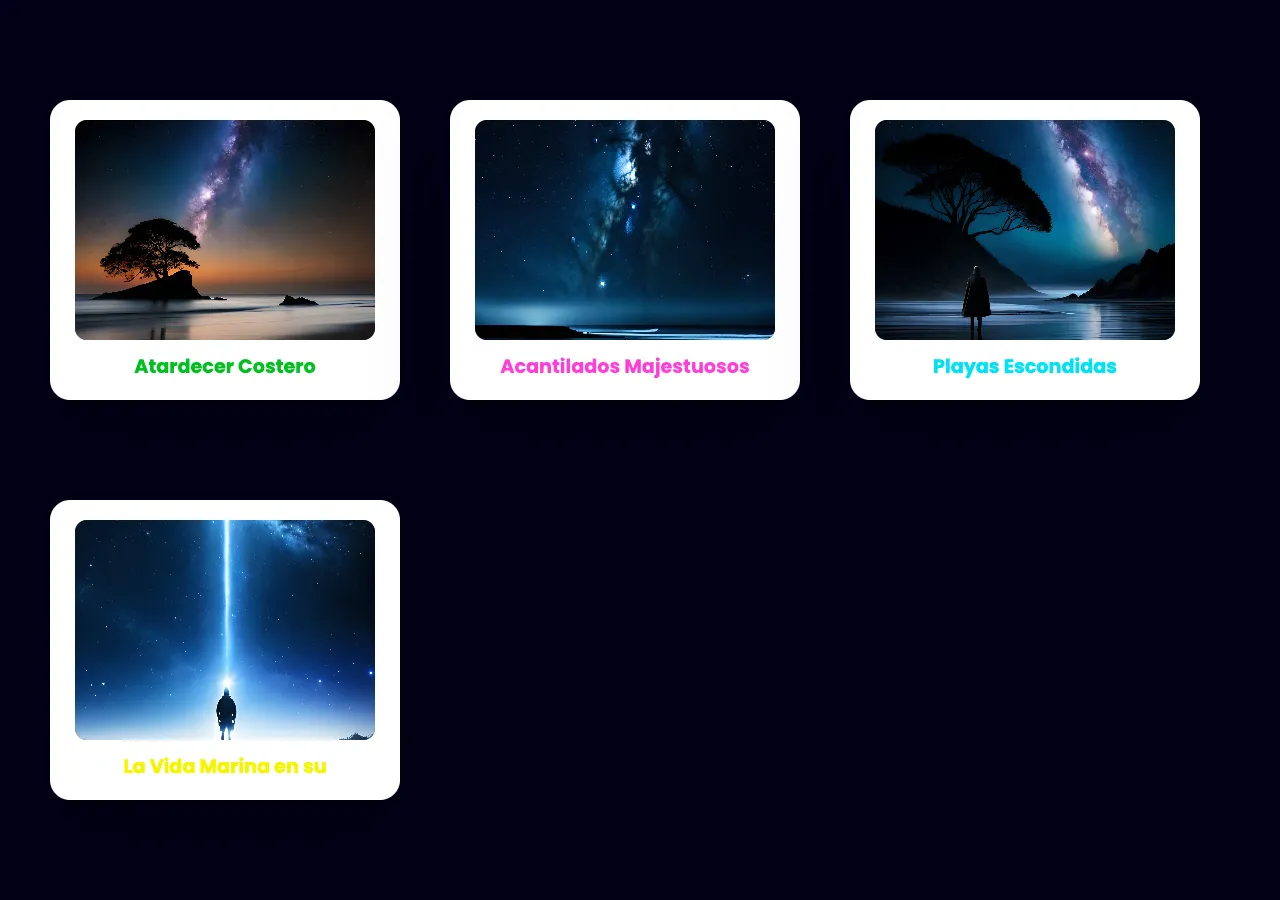 Atardecer Costero
Acantilados Majestuosos
Playas Escondidas
La Vida Marina en su